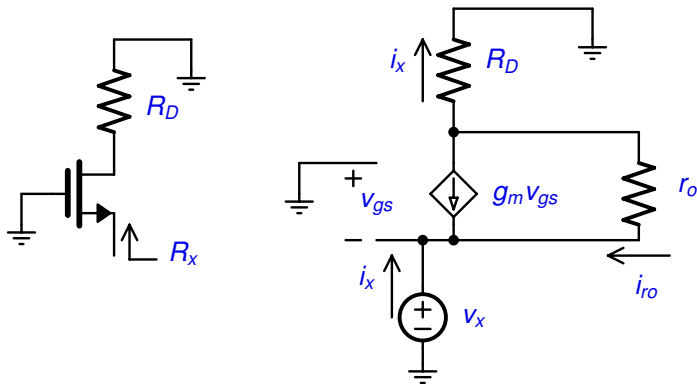 R_D
R_x
i_x
R_D
+
v_gs
−
g_m v_gs
r_o
i_ro
i_x
+
−
v_x